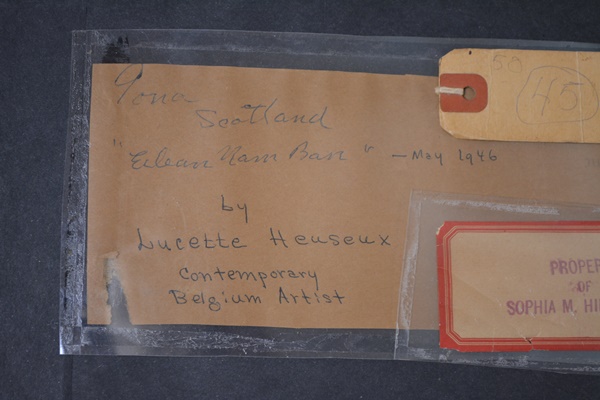 Iona
Scotland
"Eilean Nam Ban" — May 1946
by
Lucette Heuseux
Contemporary
Belgium Artist
50
45
PROPER
OF
SOPHIA M. HI